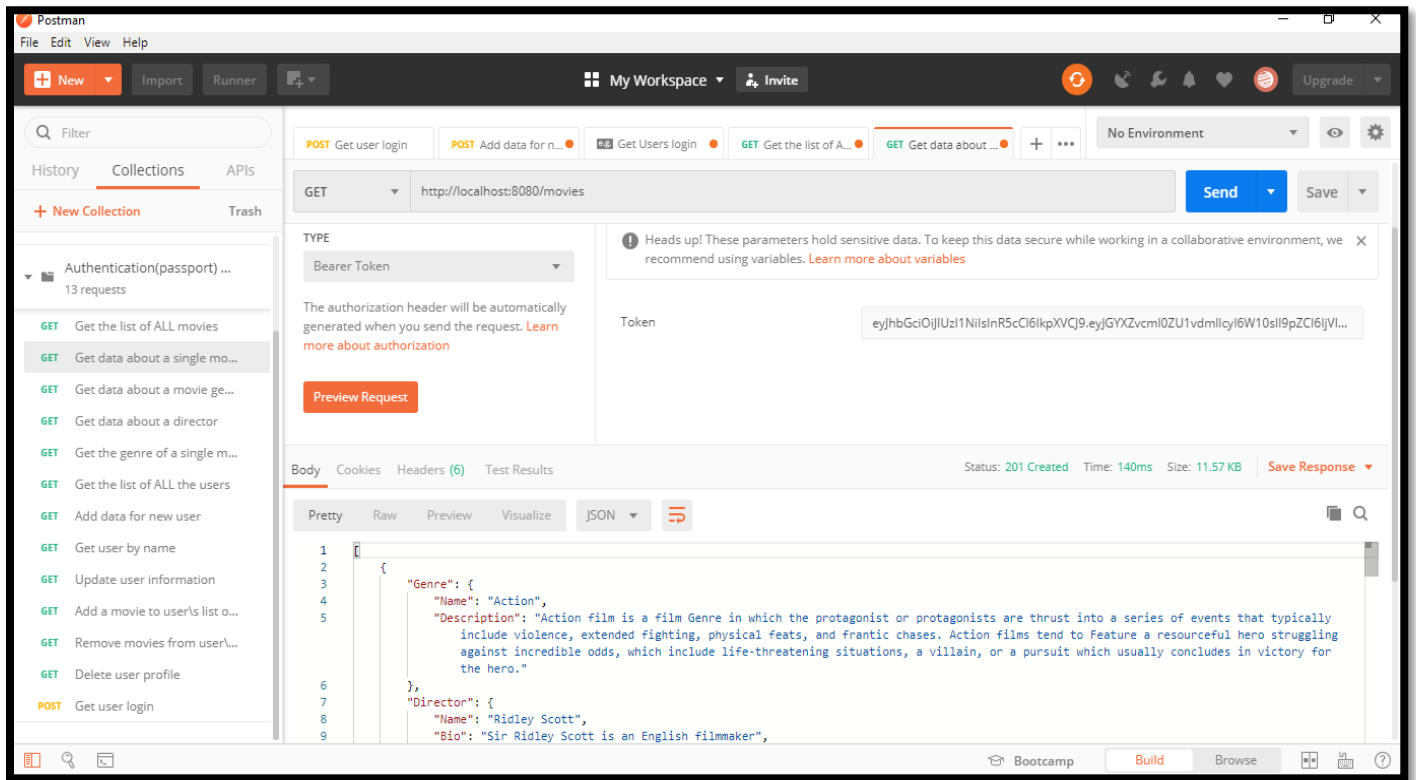 Postman
File Edit View Help
New Import Runner My Workspace Invite Upgrade
Filter
History Collections APIs
New Collection Trash
Authentication(passport) ...
13 requests
GET Get the list of ALL movies
GET Get data about a single mo...
GET Get data about a movie ge...
GET Get data about a director
GET Get the genre of a single m...
GET Get the list of ALL the users
GET Add data for new user
GET Get user by name
GET Update user information
GET Add a movie to user\s list o...
GET Remove movies from user\...
GET Delete user profile
POST Get user login
POST Get user login POST Add data for n... e.g. Get Users login GET Get the list of A... GET Get data about ... No Environment
GET http://localhost:8080/movies Send Save
TYPE
Bearer Token
The authorization header will be automatically
generated when you send the request. Learn
more about authorization
Preview Request
Heads up! These parameters hold sensitive data. To keep this data secure while working in a collaborative environment, we
recommend using variables. Learn more about variables
Token
Body Cookies Headers (6) Test Results Status: 201 Created Time: 140ms Size: 11.57 KB Save Response
Pretty Raw Preview Visualize JSON
1 [
2 {
3 "Genre": {
4 "Name": "Action",
5 "Description": "Action film is a film Genre in which the protagonist or protagonists are thrust into a series of events that typically
include violence, extended fighting, physical feats, and frantic chases. Action films tend to Feature a resourceful hero struggling
against incredible odds, which include life-threatening situations, a villain, or a pursuit which usually concludes in victory for
the hero."
6 },
7 "Director": {
8 "Name": "Ridley Scott",
9 "Bio": "Sir Ridley Scott is an English filmmaker",
Bootcamp Build Browse